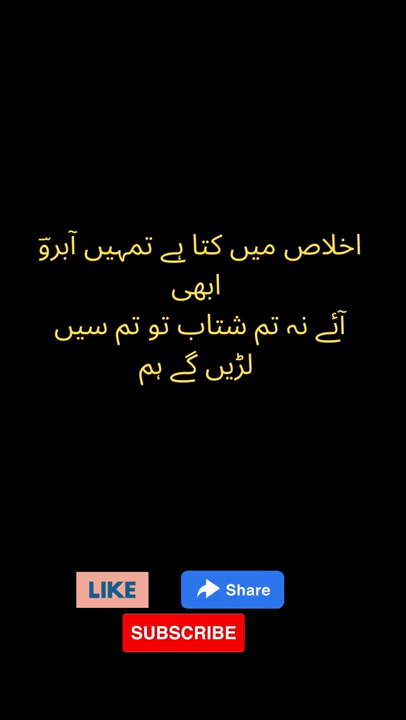 اخلاص میں کتا ہے تمہیں آبروؔ
ابھی
آئے نہ تم شتاب تو تم سیں
لڑیں گے ہم
LIKE
Share
SUBSCRIBE